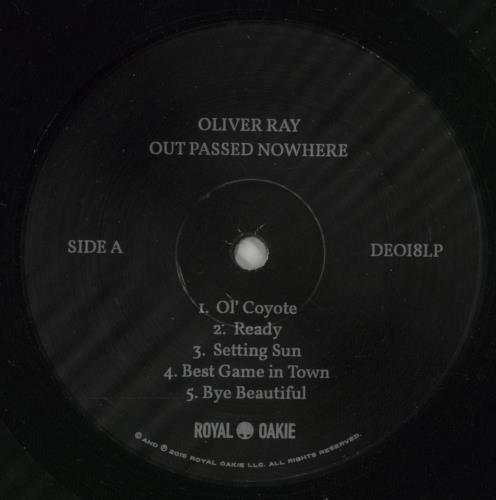 OLIVER RAY
OUT PASSED NOWHERE
SIDE A
DE018LP
1. Ol' Coyote
2. Ready
3. Setting Sun
4. Best Game in Town
5. Bye Beautiful
ROYAL OAKIE
© AND ℗ 2016 ROYAL OAKIE LLC. ALL RIGHTS RESERVED.